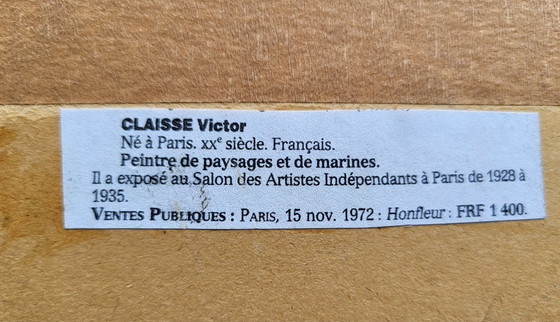 CLAISSE Victor
Né à Paris. XXe siècle. Français.
Peintre de paysages et de marines.
Il a exposé au Salon des Artistes Indépendants à Paris de 1928 à
1935.
VENTES PUBLIQUES : PARIS, 15 nov. 1972 : Honfleur : FRF 1 400.